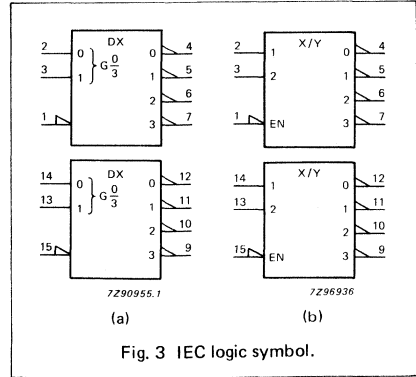 DX
2 0 0 4
3 1 G 0/3 1 5
2 6
1 3 7
X/Y
2 1 0 4
3 2 1 5
2 6
1 EN 3 7
DX
14 0 0 12
13 1 G 0/3 1 11
2 10
15 3 9
7Z90955.1
(a)
X/Y
14 1 0 12
13 2 1 11
2 10
15 EN 3 9
7Z96936
(b)
Fig. 3 IEC logic symbol.